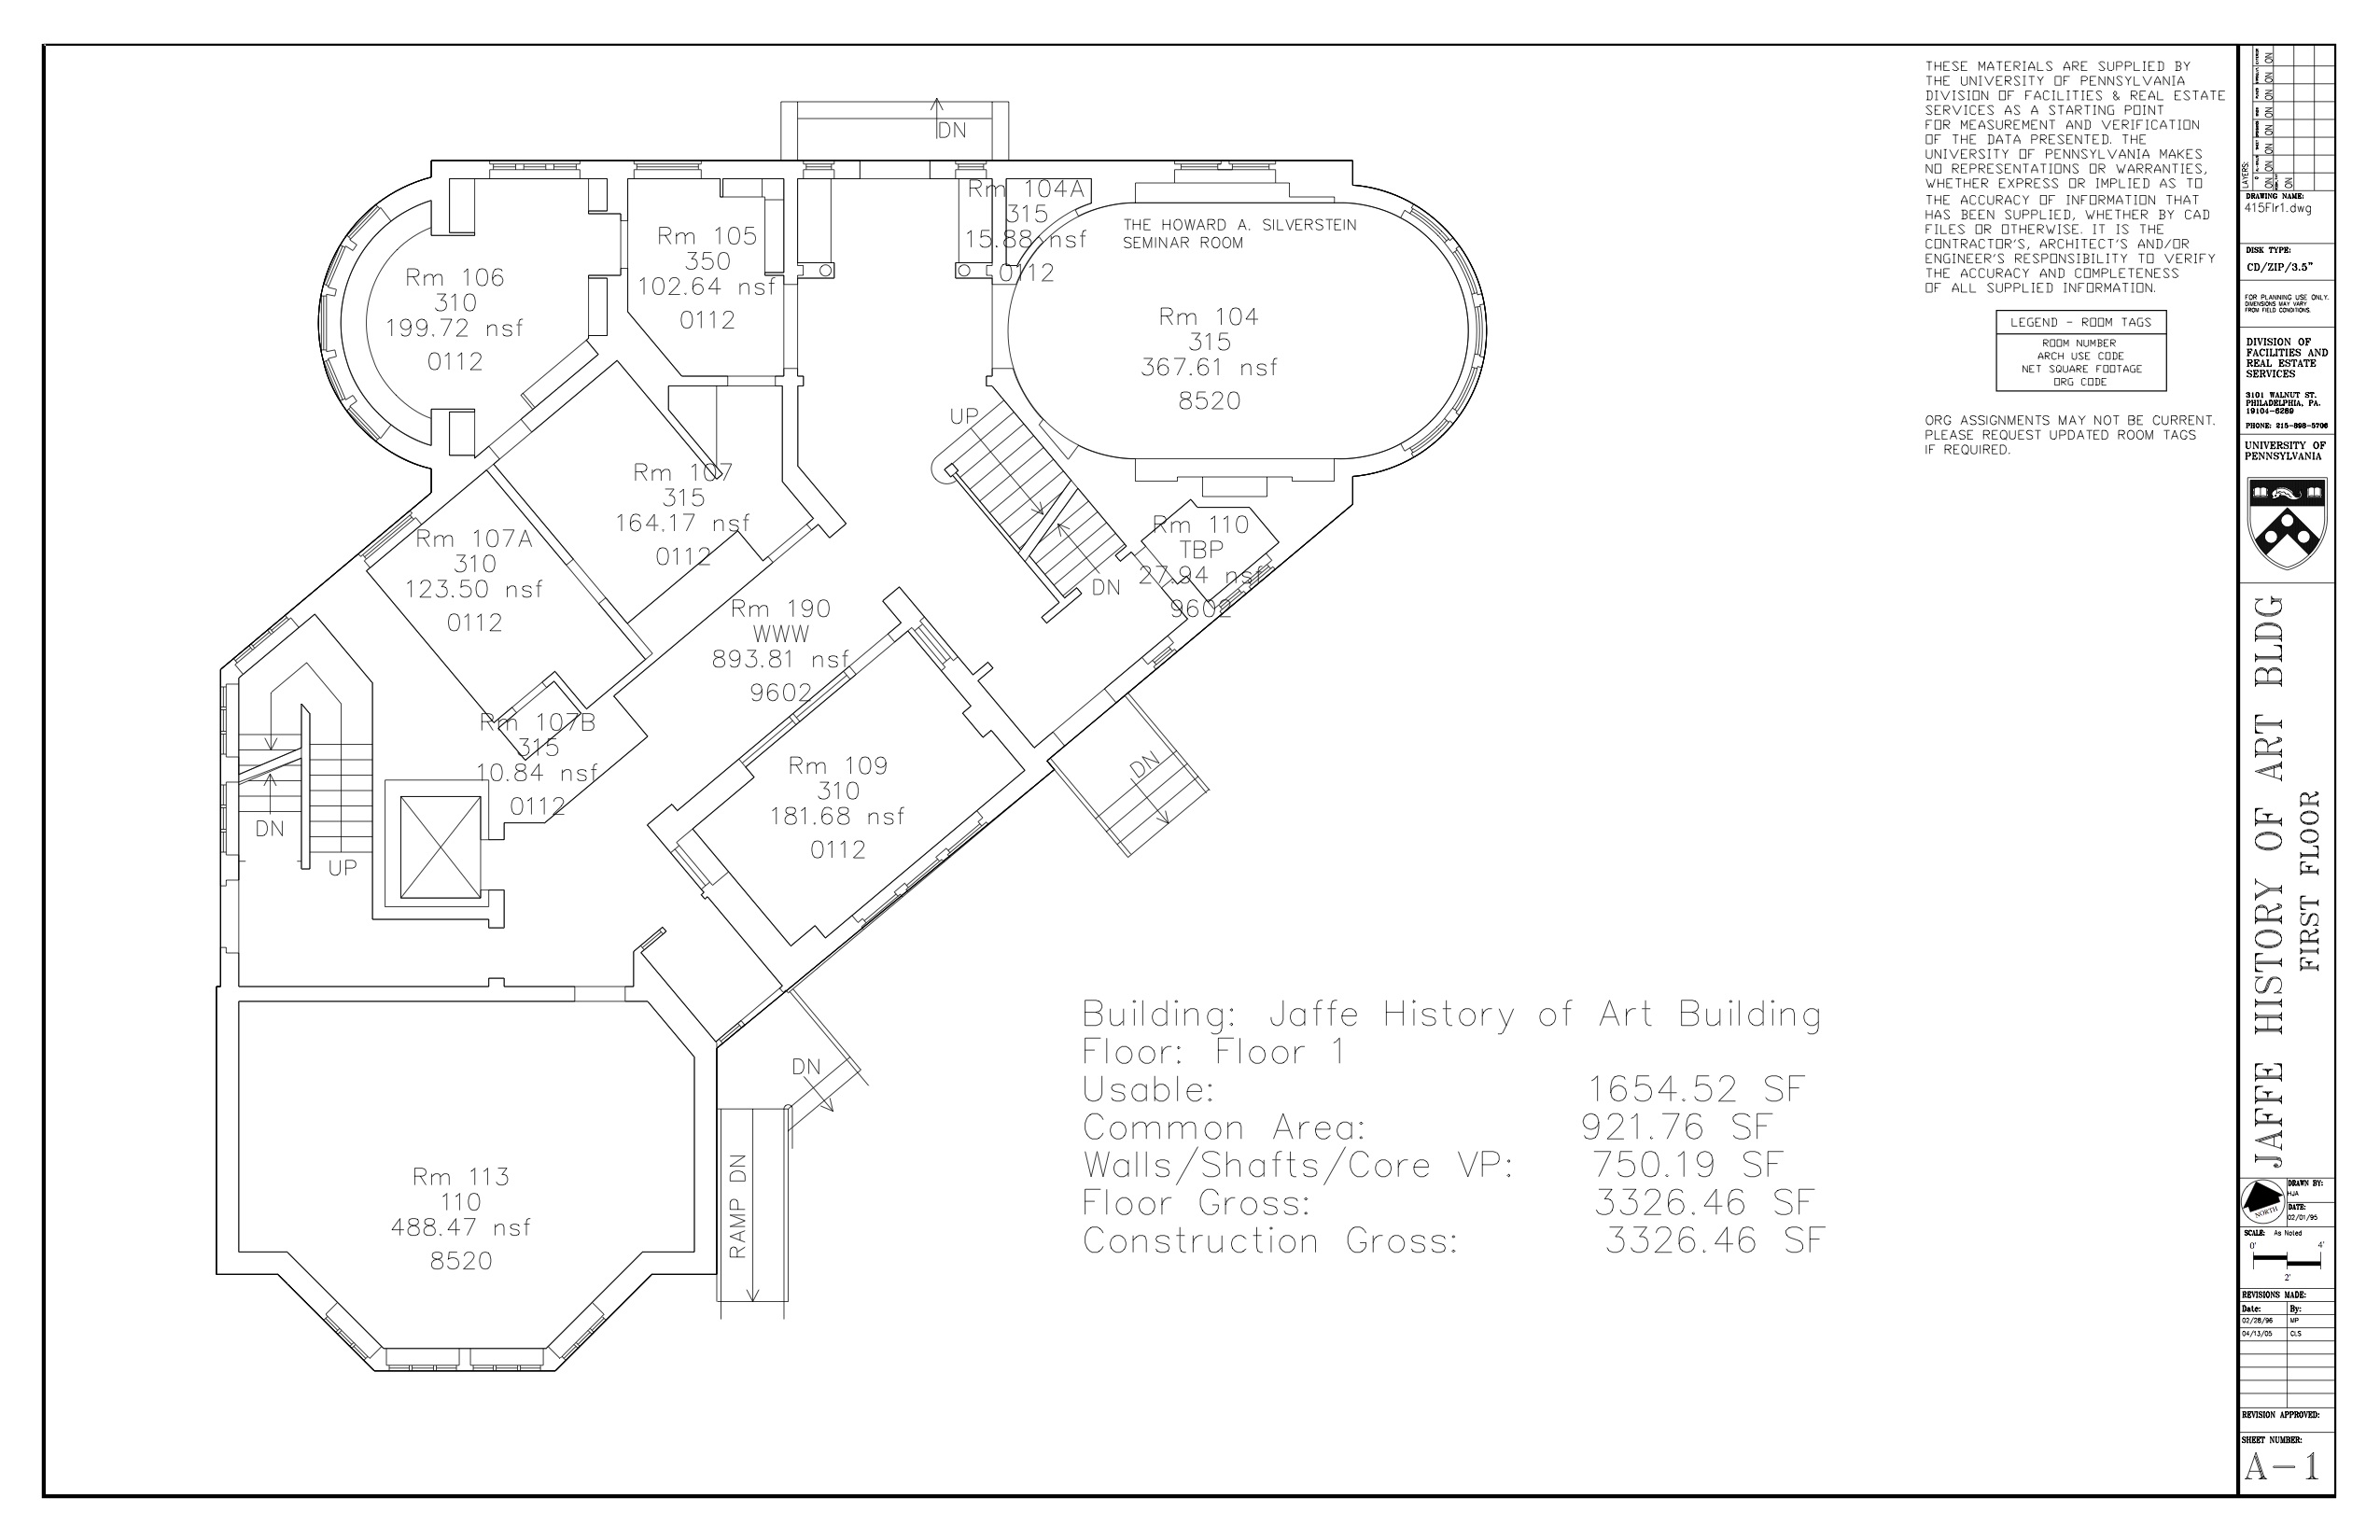 DN
Rm 104A
315
15.88 nsf
0112
THE HOWARD A. SILVERSTEIN
SEMINAR ROOM
Rm 104
315
367.61 nsf
8520
Rm 105
350
102.64 nsf
0112
Rm 106
310
199.72 nsf
0112
UP
DN
Rm 107
315
164.17 nsf
0112
Rm 107A
310
123.50 nsf
0112
Rm 110
TBP
27.94 nsf
9602
Rm 190
WWW
893.81 nsf
9602
Rm 107B
315
10.84 nsf
0112
Rm 109
310
181.68 nsf
0112
DN
DN
UP
DN
RAMP DN
Rm 113
110
488.47 nsf
8520
Building: Jaffe History of Art Building
Floor: Floor 1
Usable: 1654.52 SF
Common Area: 921.76 SF
Walls/Shafts/Core VP: 750.19 SF
Floor Gross: 3326.46 SF
Construction Gross: 3326.46 SF
THESE MATERIALS ARE SUPPLIED BY
THE UNIVERSITY OF PENNSYLVANIA
DIVISION OF FACILITIES & REAL ESTATE
SERVICES AS A STARTING POINT
FOR MEASUREMENT AND VERIFICATION
OF THE DATA PRESENTED. THE
UNIVERSITY OF PENNSYLVANIA MAKES
NO REPRESENTATIONS OR WARRANTIES,
WHETHER EXPRESS OR IMPLIED AS TO
THE ACCURACY OF INFORMATION THAT
HAS BEEN SUPPLIED, WHETHER BY CAD
FILES OR OTHERWISE. IT IS THE
CONTRACTOR'S, ARCHITECT'S AND/OR
ENGINEER'S RESPONSIBILITY TO VERIFY
THE ACCURACY AND COMPLETENESS
OF ALL SUPPLIED INFORMATION.
LEGEND - ROOM TAGS
ROOM NUMBER
ARCH USE CODE
NET SQUARE FOOTAGE
ORG CODE
ORG ASSIGNMENTS MAY NOT BE CURRENT.
PLEASE REQUEST UPDATED ROOM TAGS
IF REQUIRED.
LAYERS:
ON ON ON ON ON ON ON
ON
DRAWING NAME:
415Flr1.dwg
DISK TYPE:
CD/ZIP/3.5"
FOR PLANNING USE ONLY.
DIMENSIONS MAY VARY
FROM FIELD CONDITIONS.
DIVISION OF
FACILITIES AND
REAL ESTATE
SERVICES
3101 WALNUT ST.
PHILADELPHIA, PA.
19104-6289
PHONE: 215-898-5706
UNIVERSITY OF
PENNSYLVANIA
JAFFE HISTORY OF ART BLDG
FIRST FLOOR
NORTH
DRAWN BY:
HJA
DATE:
02/01/95
SCALE: As Noted
0' 4'
2'
REVISIONS MADE:
Date: By:
02/28/96 MP
04/13/05 CLS
REVISION APPROVED:
SHEET NUMBER:
A-1